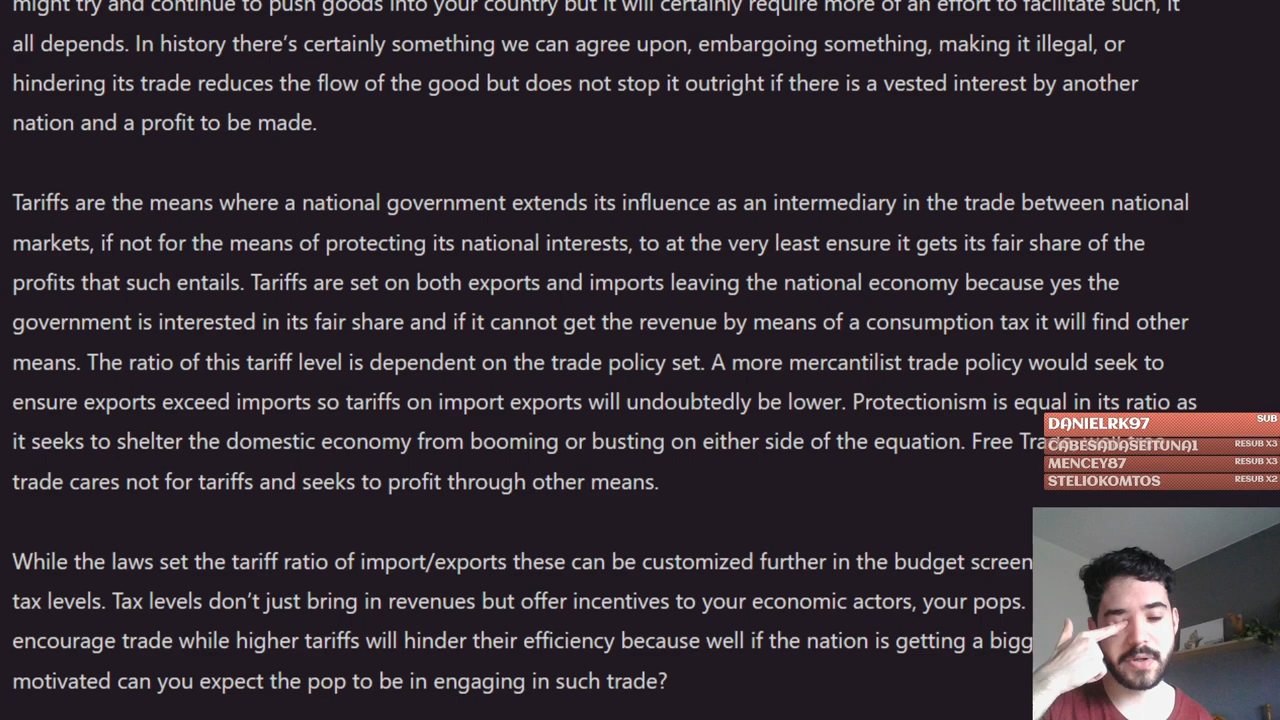 might try and continue to push goods into your country but it will certainly require more of an effort to facilitate such, it
all depends. In history there's certainly something we can agree upon, embargoing something, making it illegal, or
hindering its trade reduces the flow of the good but does not stop it outright if there is a vested interest by another
nation and a profit to be made.
Tariffs are the means where a national government extends its influence as an intermediary in the trade between national
markets, if not for the means of protecting its national interests, to at the very least ensure it gets its fair share of the
profits that such entails. Tariffs are set on both exports and imports leaving the national economy because yes the
government is interested in its fair share and if it cannot get the revenue by means of a consumption tax it will find other
means. The ratio of this tariff level is dependent on the trade policy set. A more mercantilist trade policy would seek to
ensure exports exceed imports so tariffs on import exports will undoubtedly be lower. Protectionism is equal in its ratio as
it seeks to shelter the domestic economy from booming or busting on either side of the equation. Free
trade cares not for tariffs and seeks to profit through other means.
While the laws set the tariff ratio of import/exports these can be customized further in the budget screen
tax levels. Tax levels don't just bring in revenues but offer incentives to your economic actors, your pops.
encourage trade while higher tariffs will hinder their efficiency because well if the nation is getting a
motivated can you expect the pop to be in engaging in such trade?
DANIELRK97 SUB
CABESADASEITUNA1 RESUB X3
MENCEY87 RESUB X3
STELIOKOMTOS RESUB X2